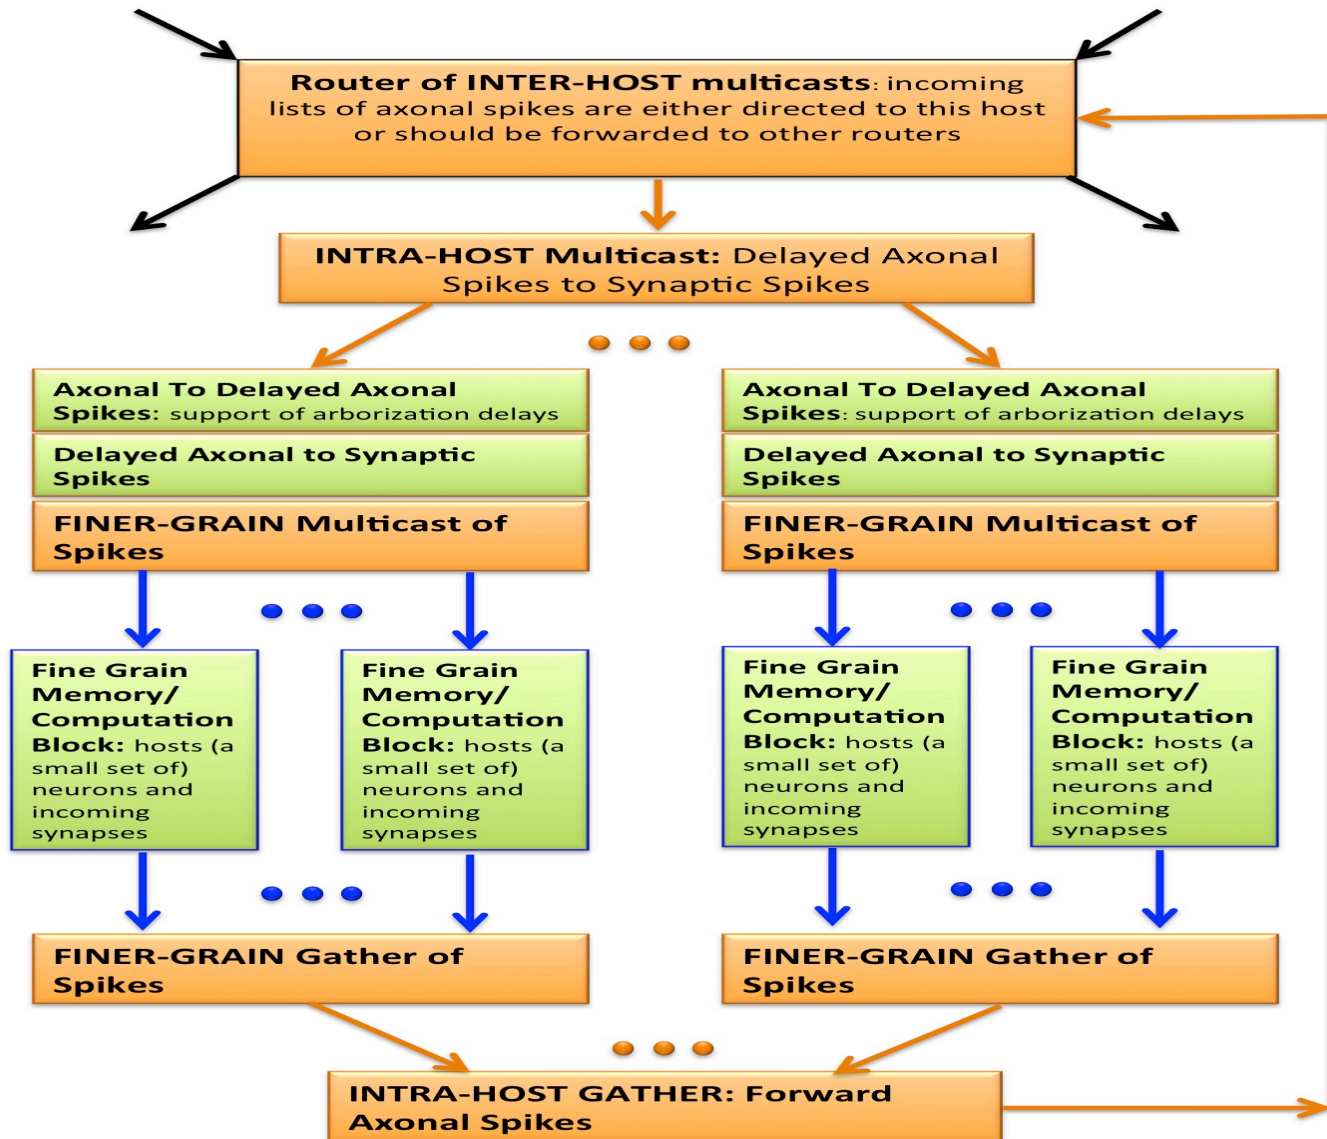 Router of INTER-HOST multicasts: incoming
lists of axonal spikes are either directed to this host
or should be forwarded to other routers
INTRA-HOST Multicast: Delayed Axonal
Spikes to Synaptic Spikes
Axonal To Delayed Axonal
Spikes: support of arborization delays
Delayed Axonal to Synaptic
Spikes
FINER-GRAIN Multicast of
Spikes
Axonal To Delayed Axonal
Spikes: support of arborization delays
Delayed Axonal to Synaptic
Spikes
FINER-GRAIN Multicast of
Spikes
Fine Grain
Memory/
Computation
Block: hosts (a
small set of)
neurons and
incoming
synapses
Fine Grain
Memory/
Computation
Block: hosts (a
small set of)
neurons and
incoming
synapses
Fine Grain
Memory/
Computation
Block: hosts (a
small set of)
neurons and
incoming
synapses
Fine Grain
Memory/
Computation
Block: hosts (a
small set of)
neurons and
incoming
synapses
FINER-GRAIN Gather of
Spikes
FINER-GRAIN Gather of
Spikes
INTRA-HOST GATHER: Forward
Axonal Spikes